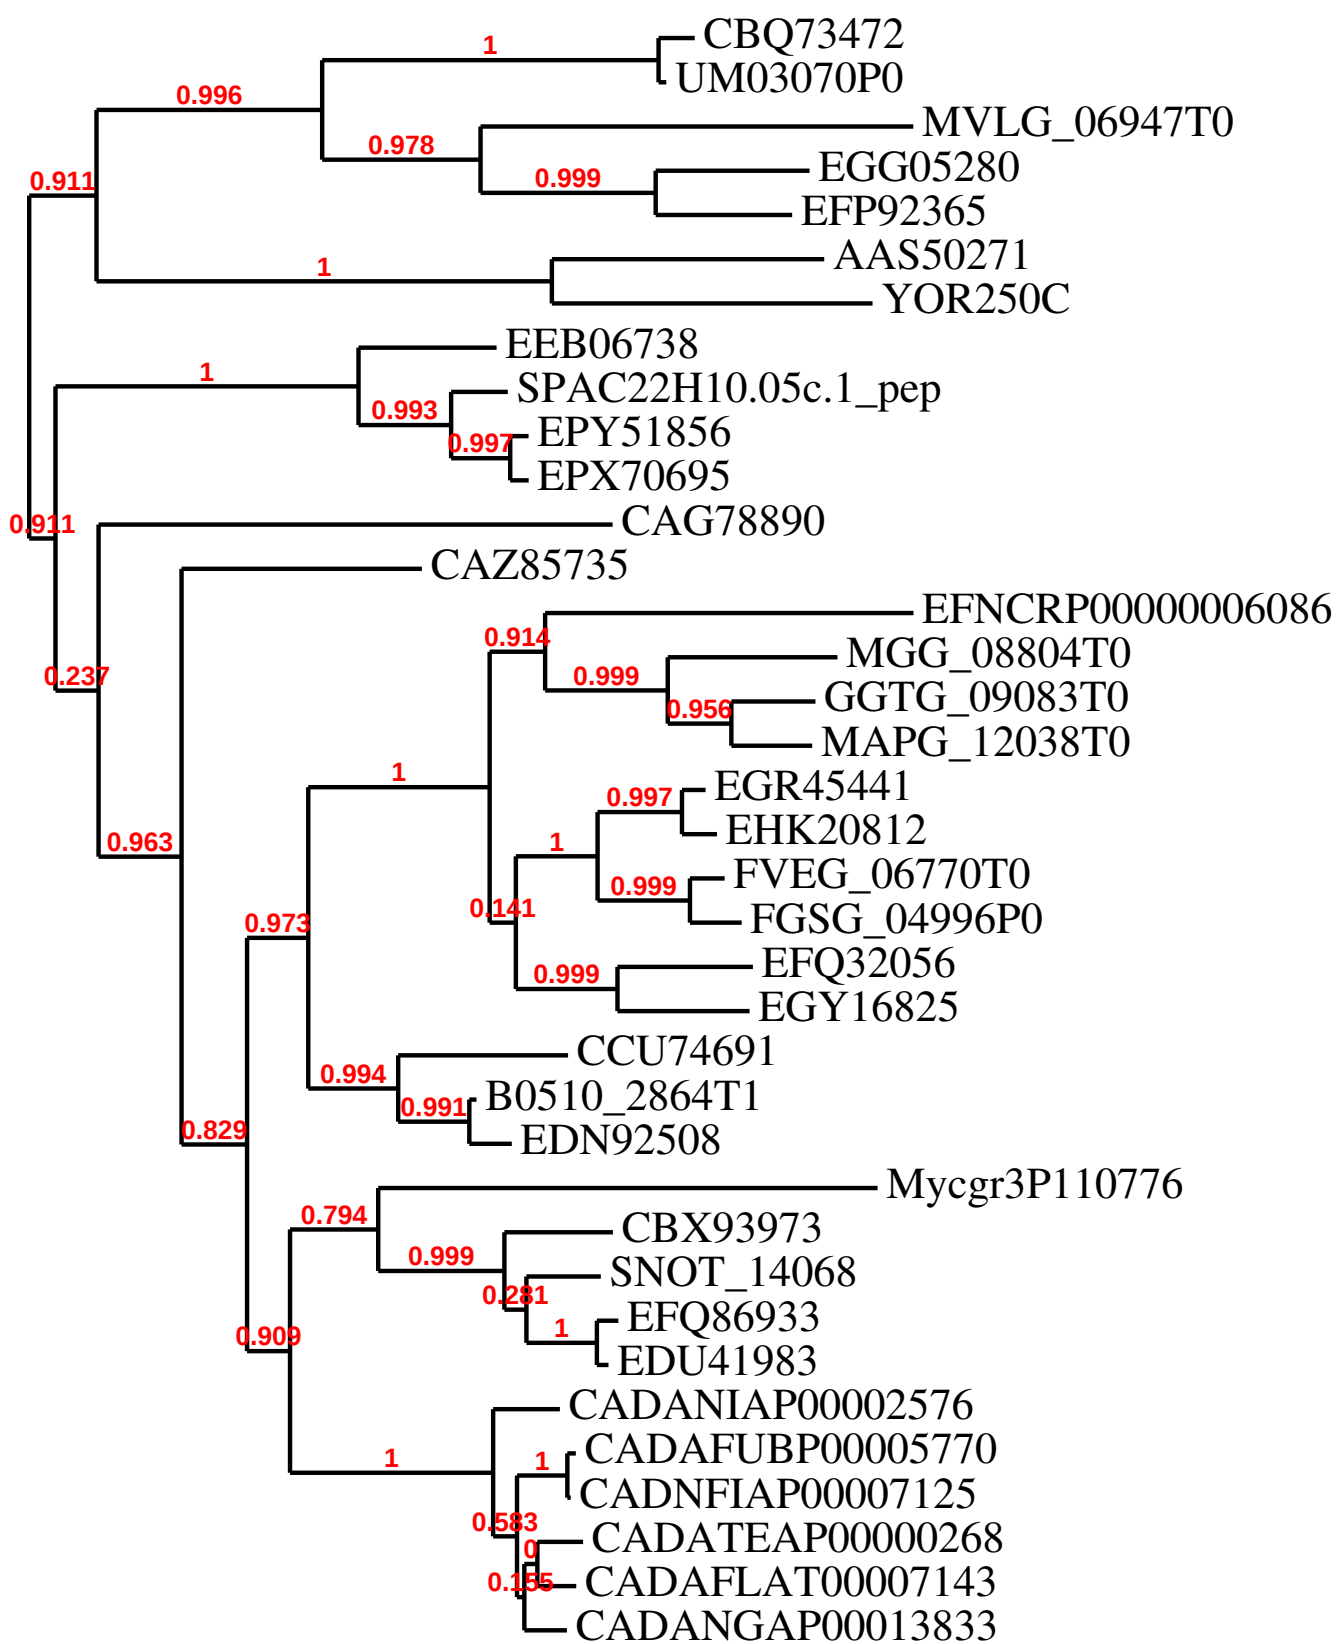 CBQ73472
1
UM03070P0
0.996
MVLG_06947T0
0.978
EGG05280
0.999
0.911
EFP92365
AAS50271
1
YOR250C
EEB06738
1
SPAC22H10.05c.1_pep
0.993
EPY51856
0.997
EPX70695
CAG78890
0.911
CAZ85735
EFNCRP00000006086
0.914
MGG_08804T0
0.999
0.237
GGTG_09083T0
0.956
MAPG_12038T0
1
EGR45441
0.997
EHK20812
1
0.963
FVEG_06770T0
0.999
0.141
FGSG_04996P0
0.973
EFQ32056
0.999
EGY16825
CCU74691
0.994
B0510_2864T1
0.991
0.829
EDN92508
Mycgr3P110776
0.794
CBX93973
0.999
SNOT_14068
0.281
EFQ86933
1
0.909
EDU41983
CADANIAP00002576
CADAFUBP00005770
1
1
CADNFIAP00007125
0.583
CADATEAP00000268
0
0.155
CADAFLAT00007143
CADANGAP00013833